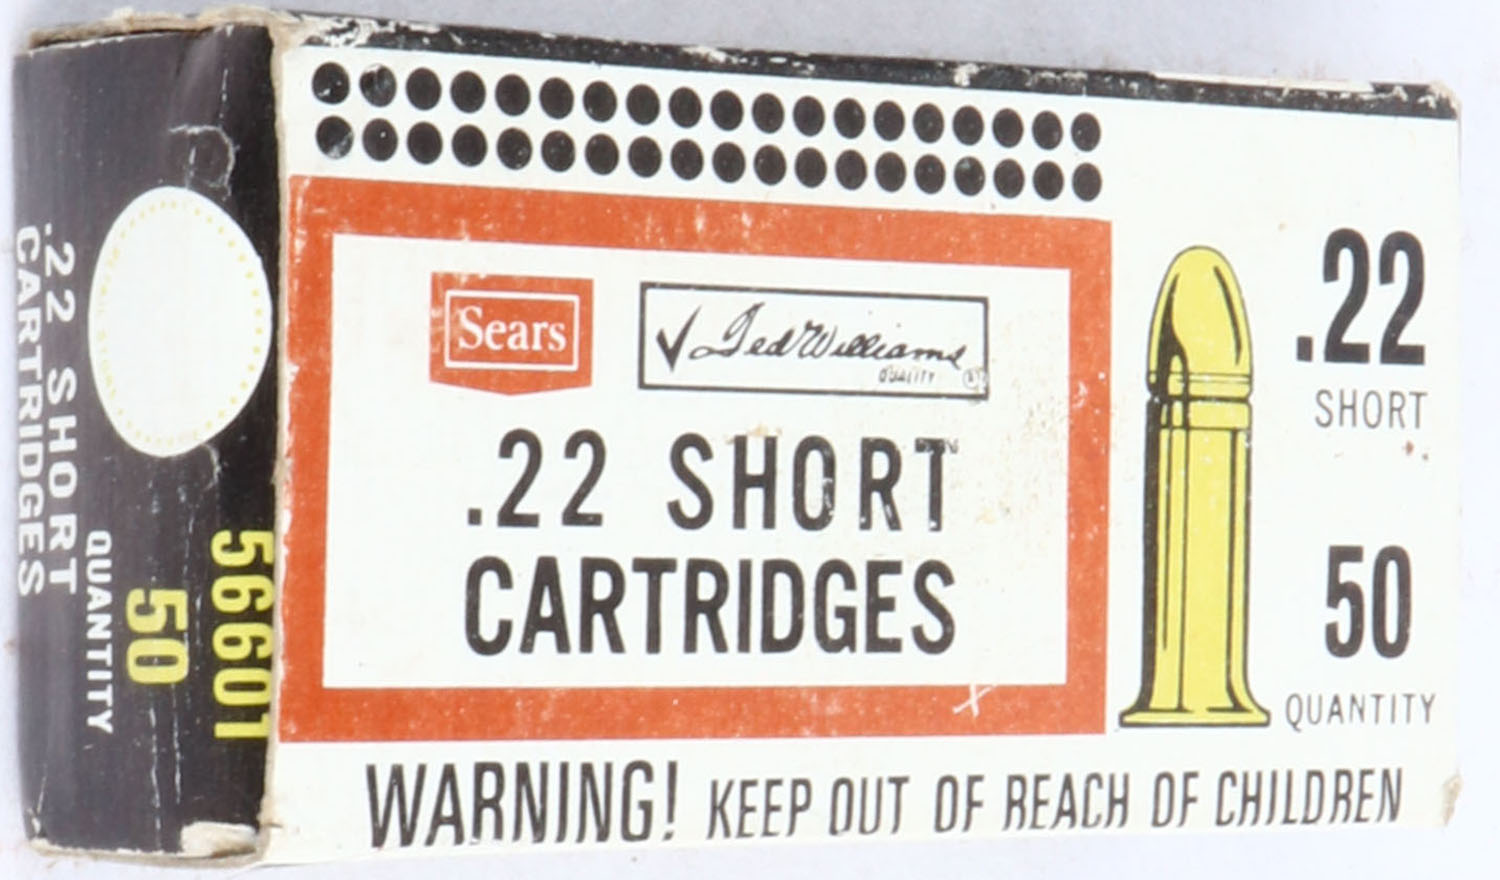 .22 SHORT
CARTRIDGES
QUANTITY
50
56601
Sears
Ted Williams
QUALITY
®
.22 SHORT
CARTRIDGES
.22
SHORT
50
QUANTITY
WARNING! KEEP OUT OF REACH OF CHILDREN